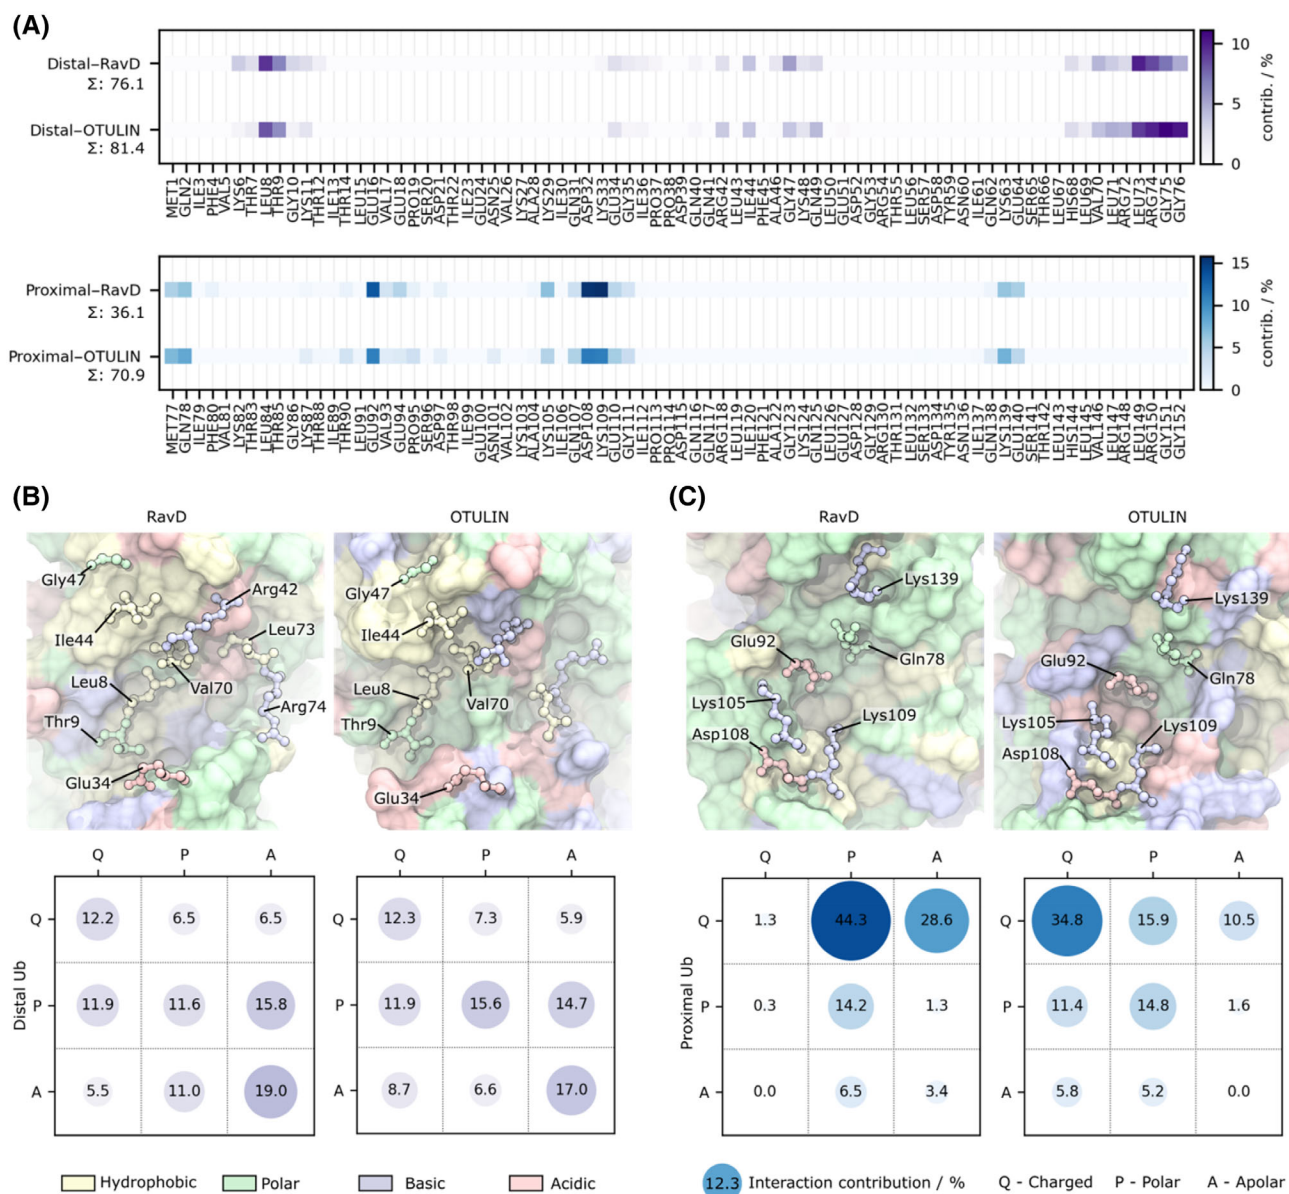 (A)
Distal–RavD
Σ: 76.1
Distal–OTULIN
Σ: 81.4
10
5
0
contrib. / %
MET1 GLN2 ILE3 PHE4 VAL5 LYS6 THR7 LEU8 THR9 GLY10 LYS11 THR12 ILE13 THR14 LEU15 GLU16 VAL17 GLU18 PRO19 SER20 ASP21 THR22 ILE23 GLU24 ASN25 VAL26 LYS27 ALA28 LYS29 ILE30 GLN31 ASP32 LYS33 GLU34 GLY35 ILE36 PRO37 PRO38 ASP39 GLN40 GLN41 ARG42 LEU43 ILE44 PHE45 ALA46 GLY47 LYS48 GLN49 LEU50 GLU51 ASP52 GLY53 ARG54 THR55 LEU56 SER57 ASP58 TYR59 ASN60 ILE61 GLN62 LYS63 GLU64 SER65 THR66 LEU67 HIS68 LEU69 VAL70 LEU71 ARG72 LEU73 ARG74 GLY75 GLY76
Proximal–RavD
Σ: 36.1
Proximal–OTULIN
Σ: 70.9
15
10
5
0
contrib. / %
MET77 GLN78 ILE79 PHE80 VAL81 LYS82 THR83 LEU84 THR85 GLY86 LYS87 THR88 ILE89 THR90 LEU91 GLU92 VAL93 GLU94 PRO95 SER96 ASP97 THR98 ILE99 GLU100 ASN101 VAL102 LYS103 ALA104 LYS105 ILE106 GLN107 ASP108 LYS109 GLU110 GLY111 ILE112 PRO113 PRO114 ASP115 GLN116 GLN117 ARG118 LEU119 ILE120 PHE121 ALA122 GLY123 LYS124 GLN125 LEU126 GLU127 ASP128 GLY129 ARG130 THR131 LEU132 SER133 ASP134 TYR135 ASN136 ILE137 GLN138 LYS139 GLU140 SER141 THR142 LEU143 HIS144 LEU145 VAL146 LEU147 ARG148 LEU149 ARG150 GLY151 GLY152
(B)
RavD
OTULIN
Gly47
Arg42
Ile44
Leu73
Leu8
Val70
Thr9
Arg74
Glu34
Gly47
Ile44
Leu8
Val70
Thr9
Glu34
(C)
RavD
OTULIN
Lys139
Glu92
Gln78
Lys105
Lys109
Asp108
Lys139
Glu92
Gln78
Lys105
Lys109
Asp108
Q P A
Distal Ub
Q 12.2 6.5 6.5
P 11.9 11.6 15.8
A 5.5 11.0 19.0
Q P A
12.3 7.3 5.9
11.9 15.6 14.7
8.7 6.6 17.0
Q P A
Proximal Ub
Q 1.3 44.3 28.6
P 0.3 14.2 1.3
A 0.0 6.5 3.4
Q P A
Q 34.8 15.9 10.5
P 11.4 14.8 1.6
A 5.8 5.2 0.0
Hydrophobic Polar Basic Acidic
12.3 Interaction contribution / % Q - Charged P - Polar A - Apolar